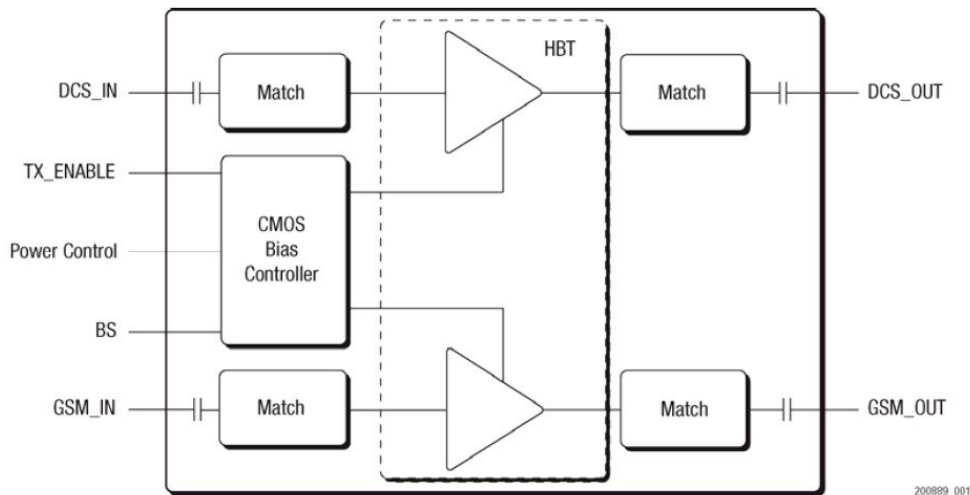 HBT
DCS_IN
Match
Match
DCS_OUT
TX_ENABLE
CMOS
Bias
Controller
Power Control
BS
GSM_IN
Match
Match
GSM_OUT
200889_001